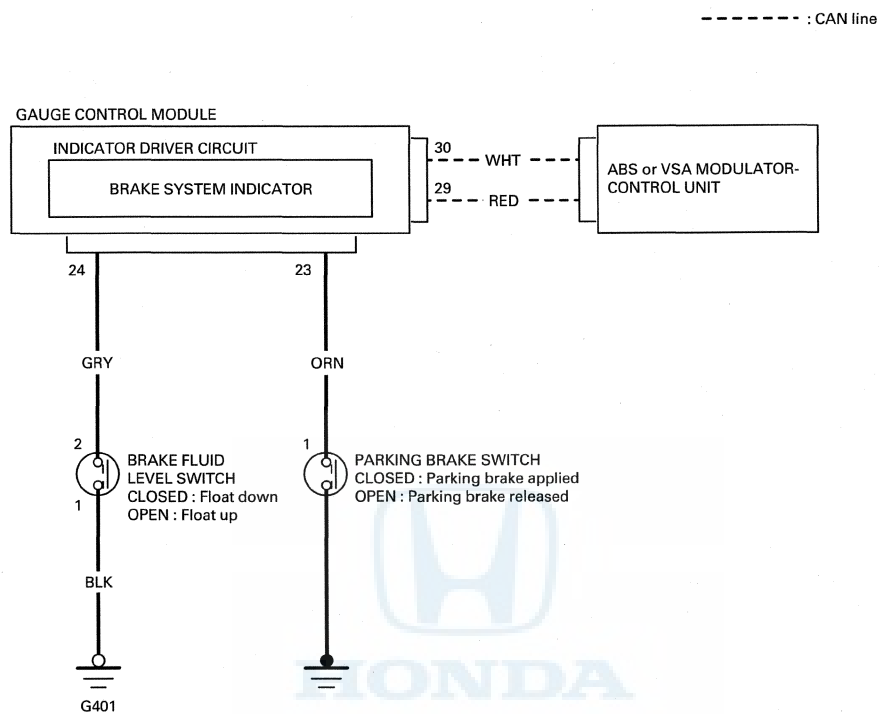 ------- : CAN line
GAUGE CONTROL MODULE
INDICATOR DRIVER CIRCUIT
BRAKE SYSTEM INDICATOR
30
WHT
29
RED
ABS or VSA MODULATOR-
CONTROL UNIT
24
23
GRY
ORN
2
BRAKE FLUID
LEVEL SWITCH
CLOSED : Float down
OPEN : Float up
1
1
PARKING BRAKE SWITCH
CLOSED : Parking brake applied
OPEN : Parking brake released
BLK
G401
HONDA